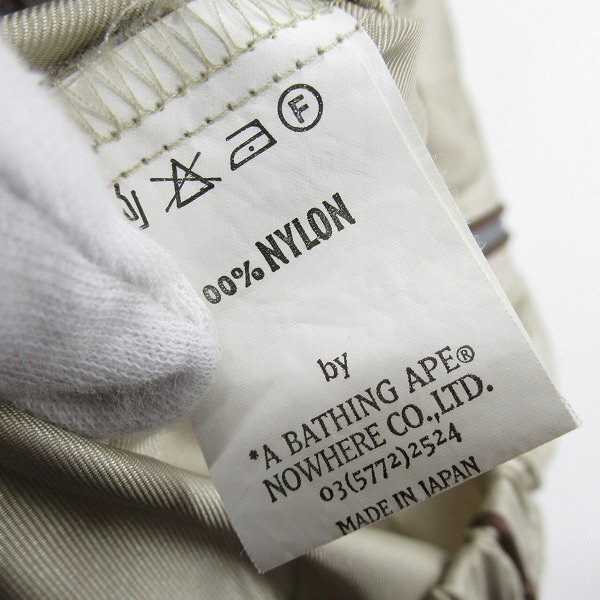 F
00% NYLON
by
*A BATHING APE®
NOWHERE CO.,LTD.
03(5772)2524
MADE IN JAPAN